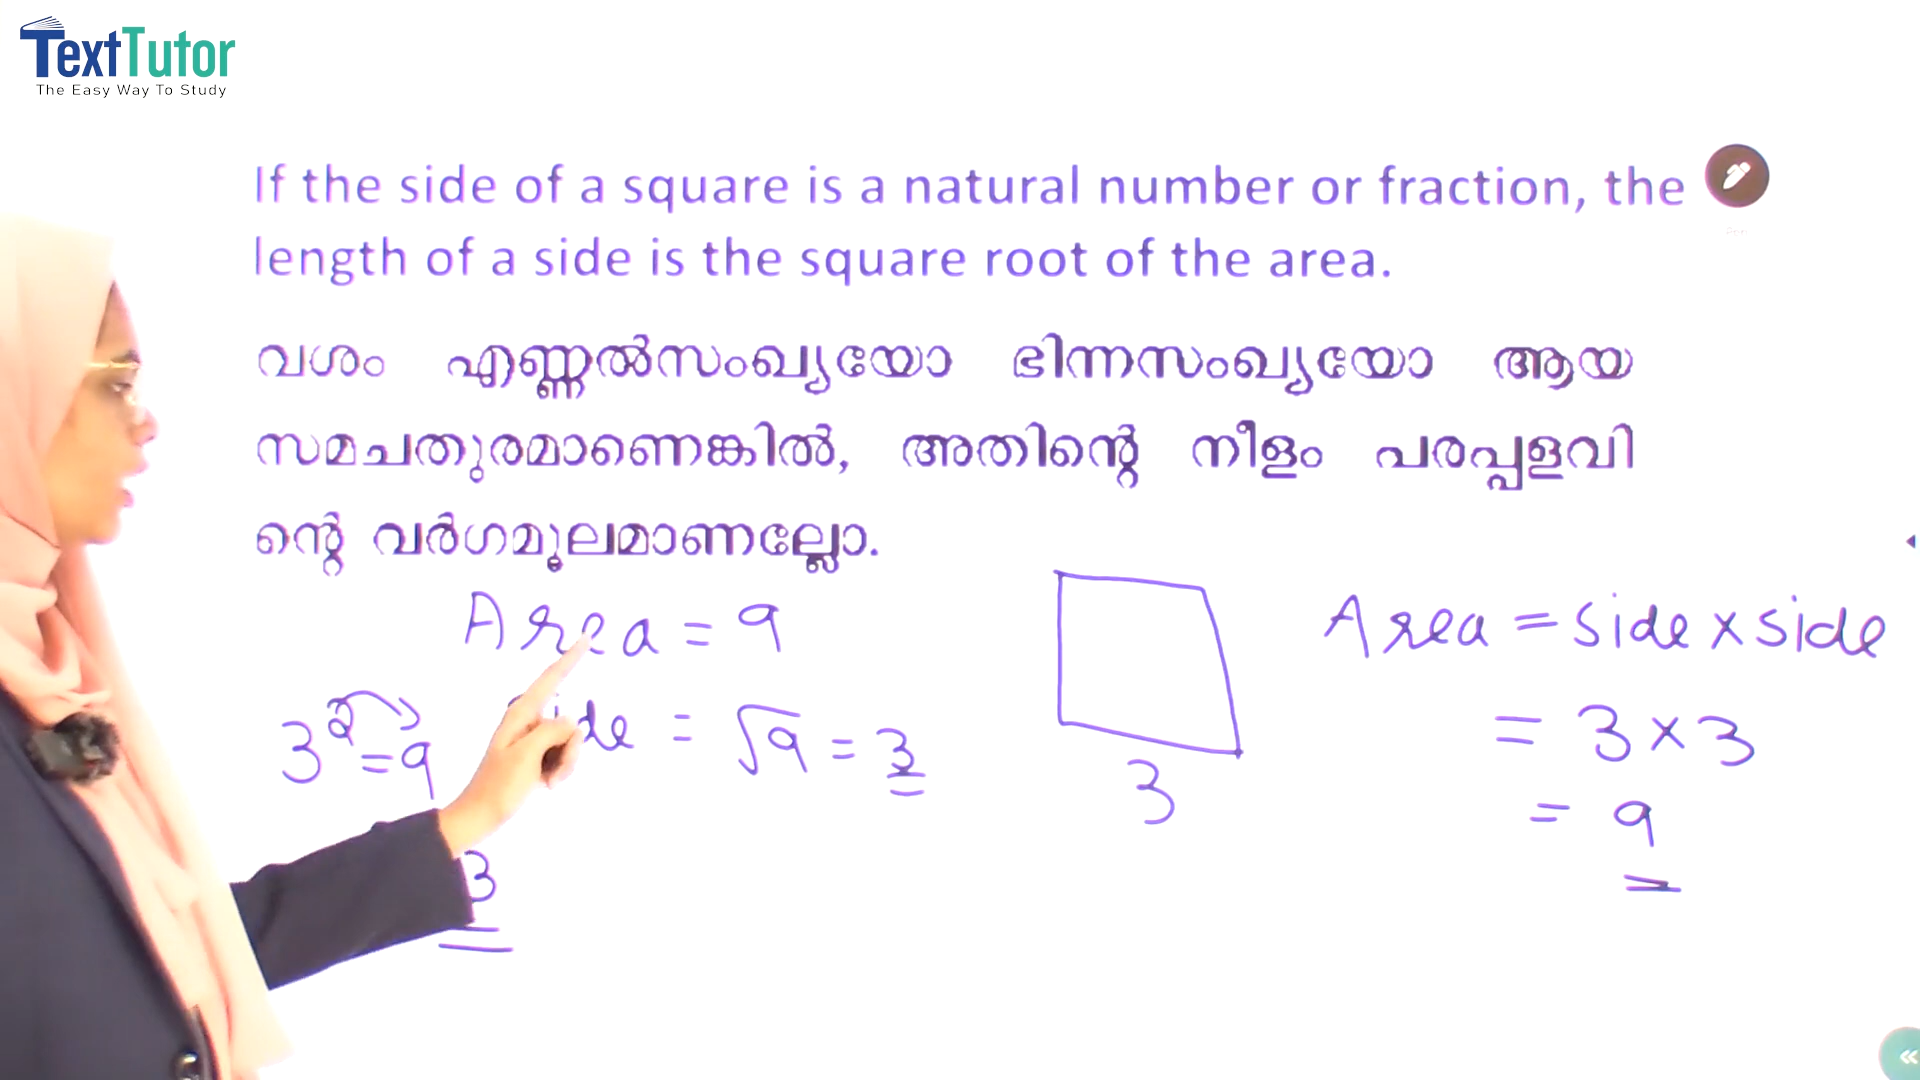 TextTutor
The Easy Way To Study
If the side of a square is a natural number or fraction, the
length of a side is the square root of the area.
വശം എണ്ണൽസംഖ്യയോ ഭിന്നസംഖ്യയോ ആയ
സമചതുരമാണെങ്കിൽ, അതിന്റെ നീളം പരപ്പളവി
ന്റെ വർഗമൂലമാണല്ലോ.
Area = 9
3² = 9
= √9 = 3
3
3
Area = side x side
= 3 x 3
= 9